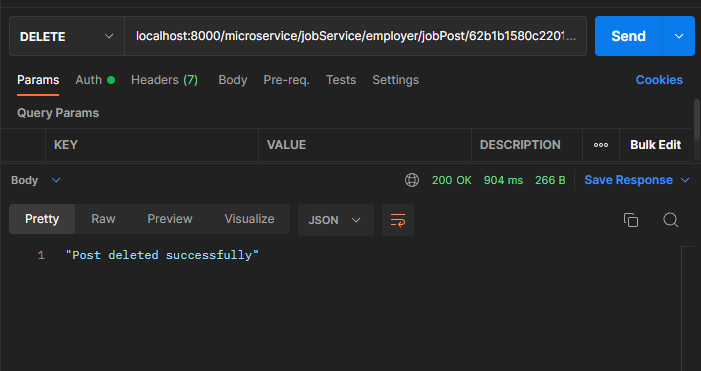 DELETE localhost:8000/microservice/jobService/employer/jobPost/62b1b1580c220... Send
Params Auth Headers (7) Body Pre-req. Tests Settings Cookies
Query Params
KEY VALUE DESCRIPTION ooo Bulk Edit
Body 200 OK 904 ms 266 B Save Response
Pretty Raw Preview Visualize JSON
1 "Post deleted successfully"